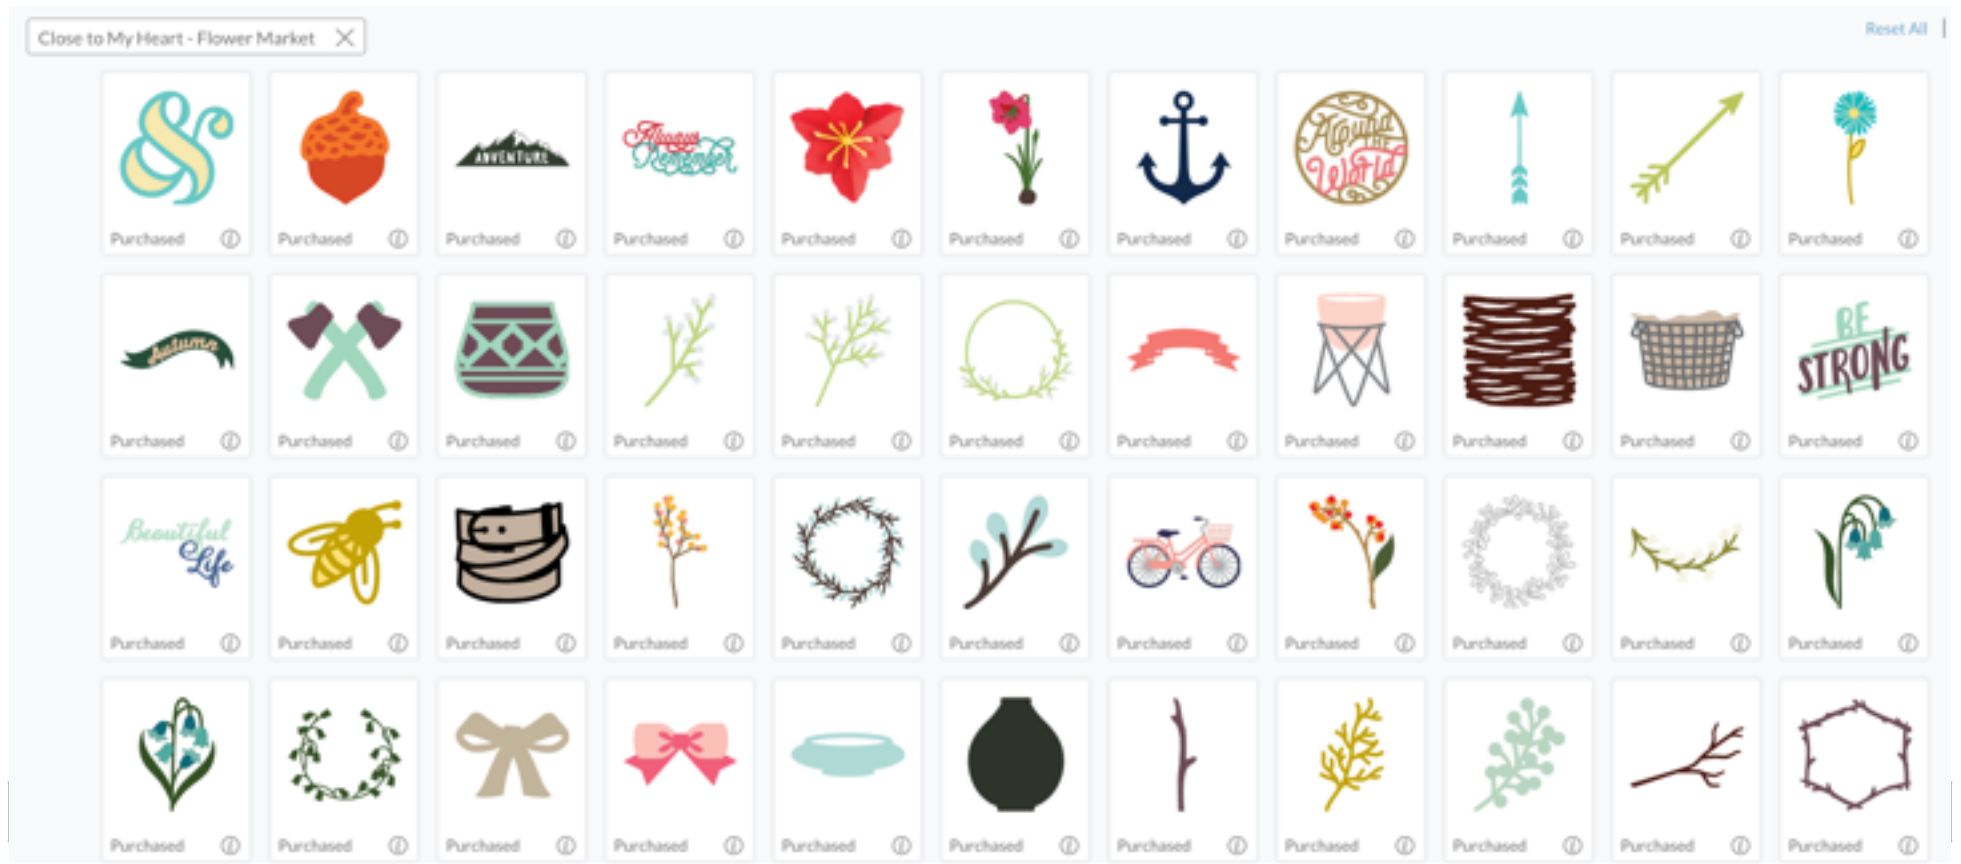 Close to My Heart - Flower Market
Reset All
&
ADVENTURE
Always
Remember
Around
THE
World
Purchased Purchased Purchased Purchased Purchased Purchased Purchased Purchased Purchased Purchased Purchased
Autumn
BE
STRONG
Purchased Purchased Purchased Purchased Purchased Purchased Purchased Purchased Purchased Purchased Purchased
Beautiful
Life
Purchased Purchased Purchased Purchased Purchased Purchased Purchased Purchased Purchased Purchased Purchased
Purchased Purchased Purchased Purchased Purchased Purchased Purchased Purchased Purchased Purchased Purchased